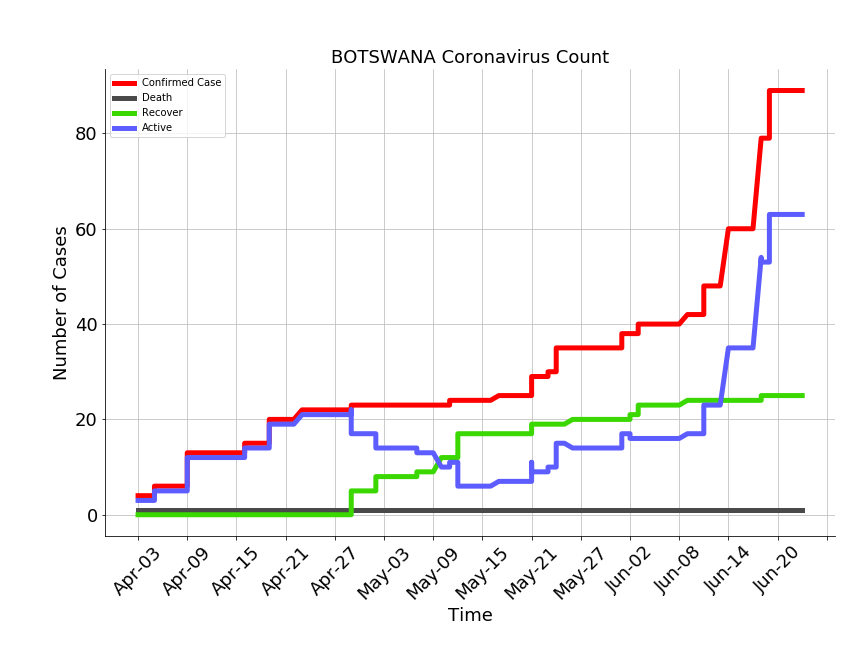 BOTSWANA Coronavirus Count
Confirmed Case
Death
Recover
Active
80
60
40
20
0
Number of Cases
Apr-03
Apr-09
Apr-15
Apr-21
Apr-27
May-03
May-09
May-15
May-21
May-27
Jun-02
Jun-08
Jun-14
Jun-20
Time